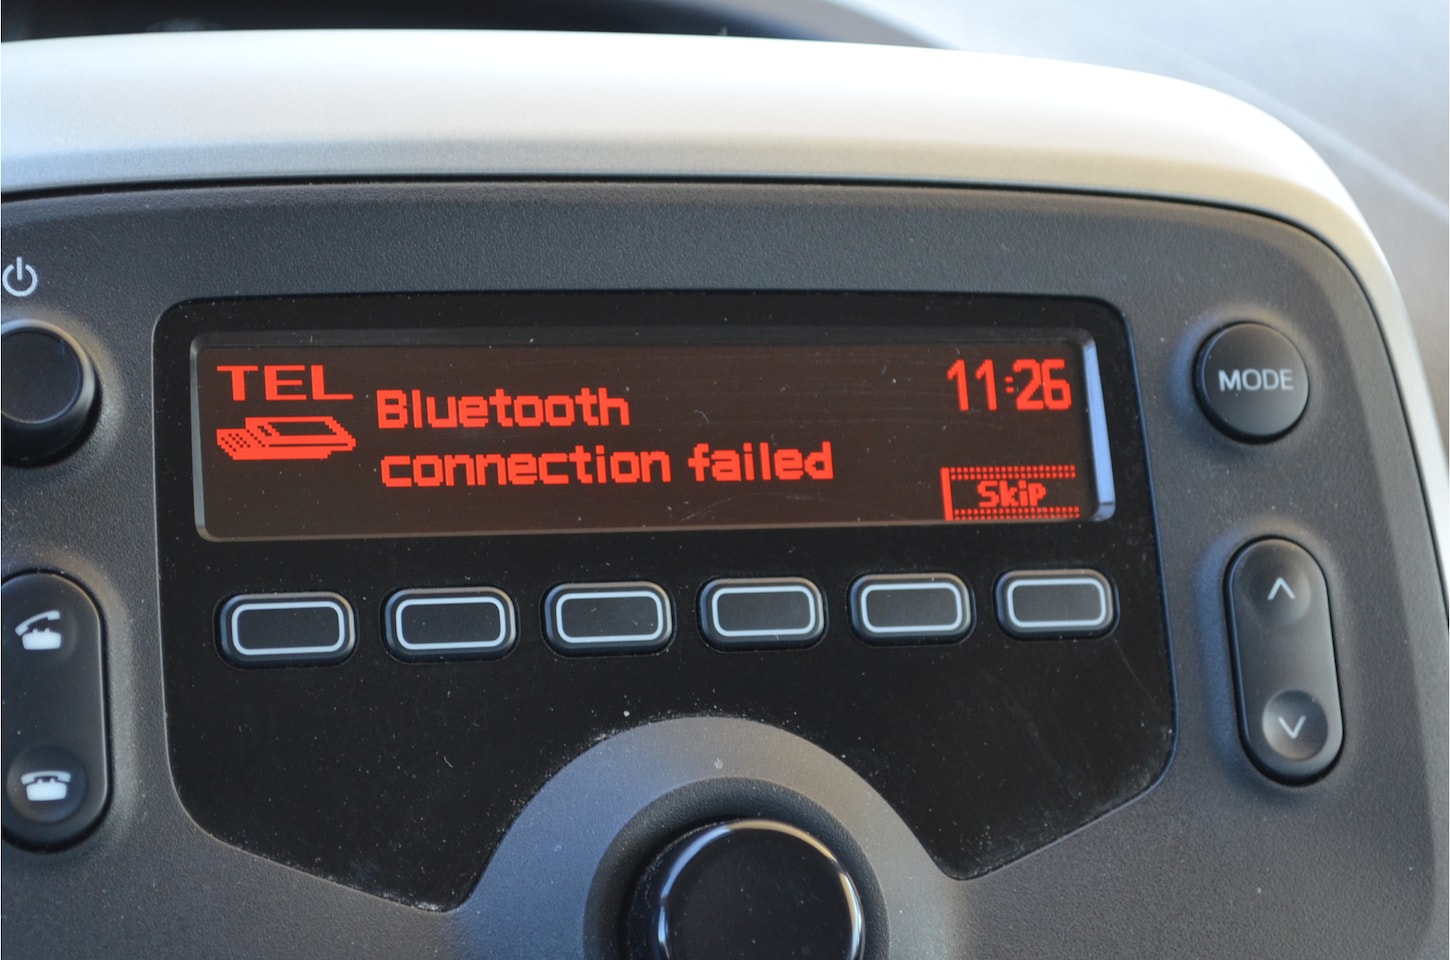 TEL
Bluetooth
connection failed
11:26
Skip
MODE